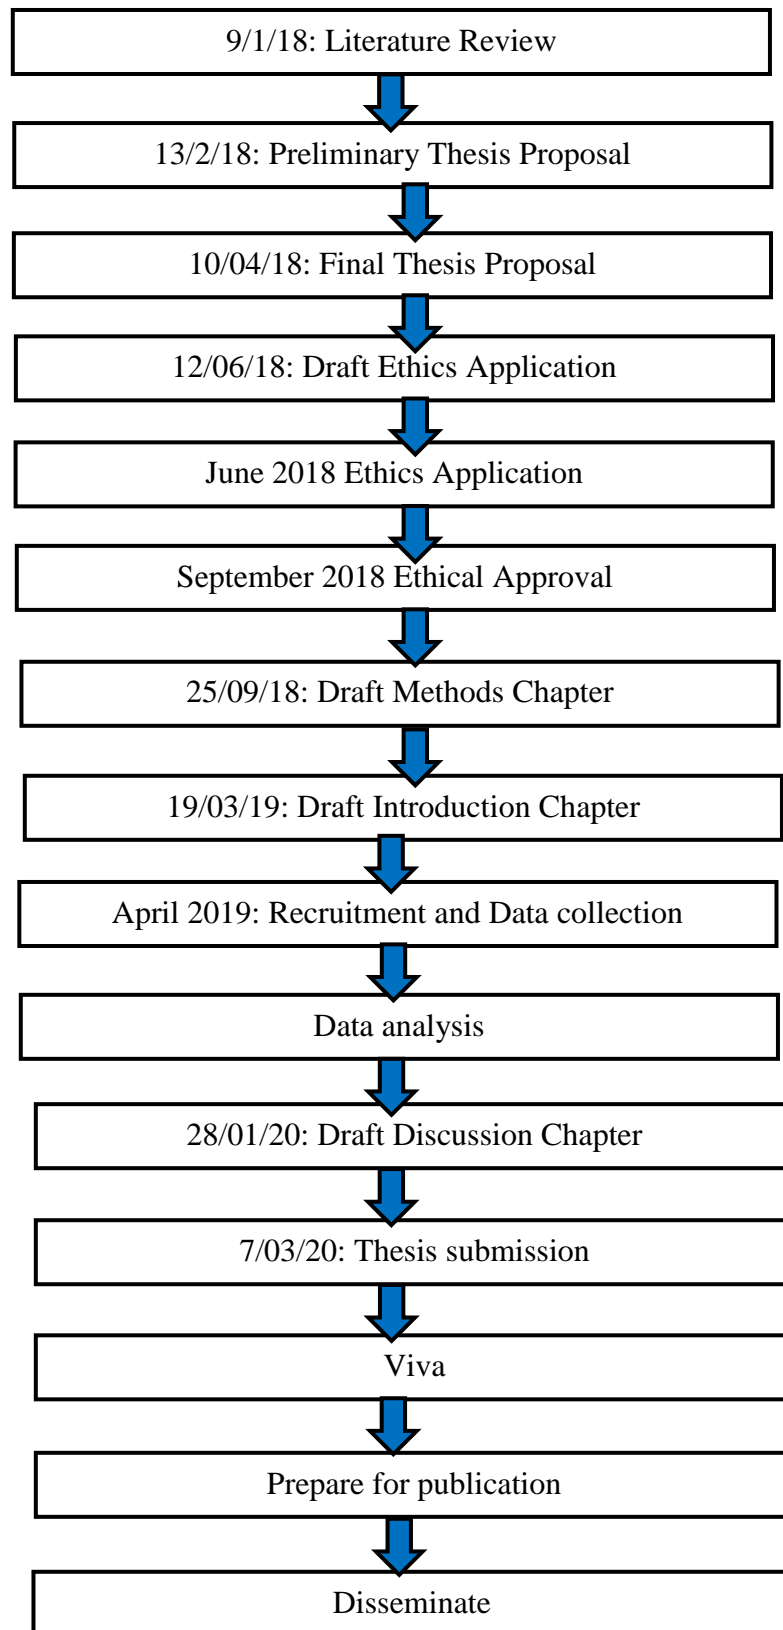 9/1/18: Literature Review
13/2/18: Preliminary Thesis Proposal
10/04/18: Final Thesis Proposal
12/06/18: Draft Ethics Application
June 2018 Ethics Application
September 2018 Ethical Approval
25/09/18: Draft Methods Chapter
19/03/19: Draft Introduction Chapter
April 2019: Recruitment and Data collection
Data analysis
28/01/20: Draft Discussion Chapter
7/03/20: Thesis submission
Viva
Prepare for publication
Disseminate